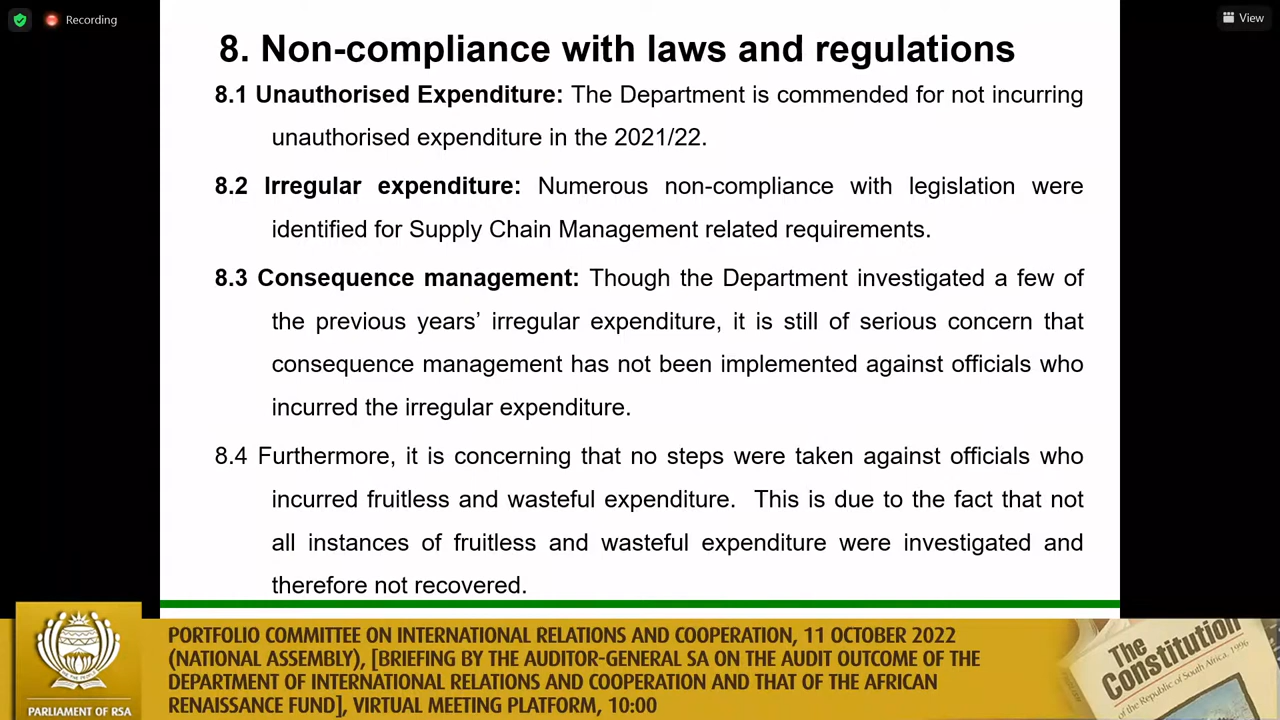 Recording
View
8. Non-compliance with laws and regulations
8.1 Unauthorised Expenditure: The Department is commended for not incurring
unauthorised expenditure in the 2021/22.
8.2 Irregular expenditure: Numerous non-compliance with legislation were
identified for Supply Chain Management related requirements.
8.3 Consequence management: Though the Department investigated a few of
the previous years’ irregular expenditure, it is still of serious concern that
consequence management has not been implemented against officials who
incurred the irregular expenditure.
8.4 Furthermore, it is concerning that no steps were taken against officials who
incurred fruitless and wasteful expenditure. This is due to the fact that not
all instances of fruitless and wasteful expenditure were investigated and
therefore not recovered.
PORTFOLIO COMMITTEE ON INTERNATIONAL RELATIONS AND COOPERATION, 11 OCTOBER 2022
(NATIONAL ASSEMBLY), [BRIEFING BY THE AUDITOR-GENERAL SA ON THE AUDIT OUTCOME OF THE
DEPARTMENT OF INTERNATIONAL RELATIONS AND COOPERATION AND THAT OF THE AFRICAN
RENAISSANCE FUND], VIRTUAL MEETING PLATFORM, 10:00
PARLIAMENT OF RSA
The
Constitution
of the Republic of South Africa, 1996